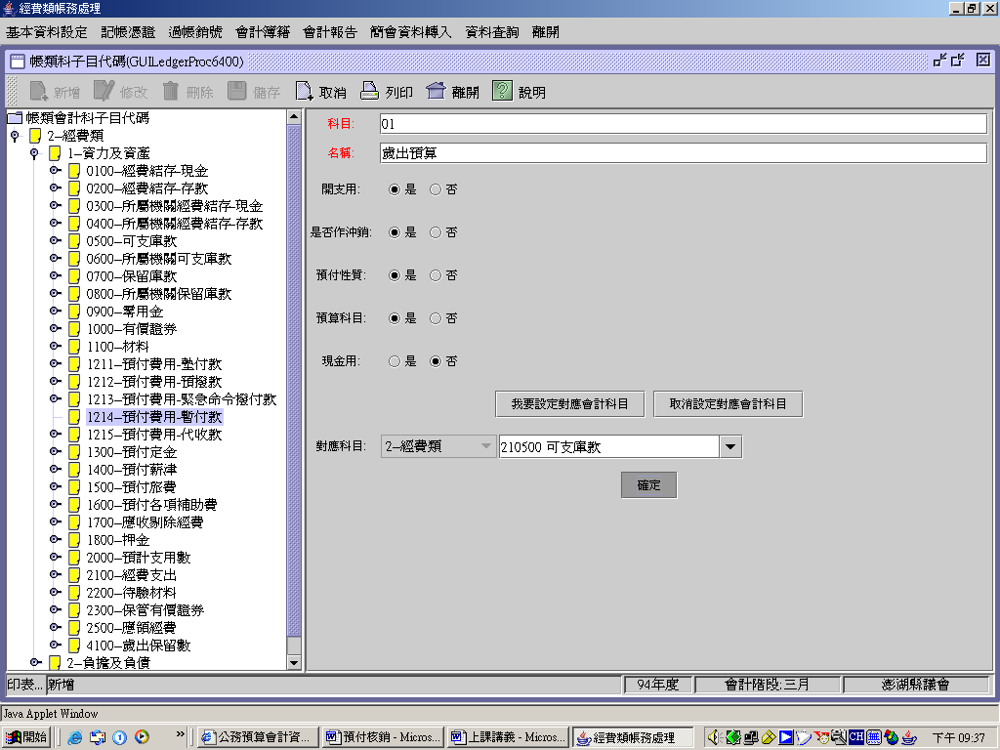 經費類帳務處理
基本資料設定 記帳憑證 過帳銷號 會計簿籍 會計報告 簡會資料轉入 資料查詢 離開
帳類科子目代碼(GUILedgerProc6400)
新增 修改 刪除 儲存 取消 列印 離開 說明
帳類會計科子目代碼
2--經費類
1--資力及資產
0100--經費結存-現金
0200--經費結存-存款
0300--所屬機關經費結存-現金
0400--所屬機關經費結存-存款
0500--可支庫款
0600--所屬機關可支庫款
0700--保留庫款
0800--所屬機關保留庫款
0900--零用金
1000--有價證券
1100--材料
1211--預付費用-墊付款
1212--預付費用-預撥款
1213--預付費用-緊急命令撥付款
1214--預付費用-暫付款
1215--預付費用-代收款
1300--預付定金
1400--預付薪津
1500--預付旅費
1600--預付各項補助費
1700--應收剔除經費
1800--押金
2000--預計支用數
2100--經費支出
2200--待驗材料
2300--保管有價證券
2500--應領經費
4100--歲出保留數
2--負擔及負債
科目: 01
名稱: 歲出預算
開支用: 是 否
是否作沖銷: 是 否
預付性質: 是 否
預算科目: 是 否
現金用: 是 否
我要設定對應會計科目 取消設定對應會計科目
對應科目: 2--經費類 210500 可支庫款
確定
印表... 新增 94年度 會計階段:三月 澎湖縣議會
Java Applet Window
開始 公務預算會計資... 預付核銷 - Micros... 上課講義 - Micros... 經費類帳務處理 CH 下午 09:37